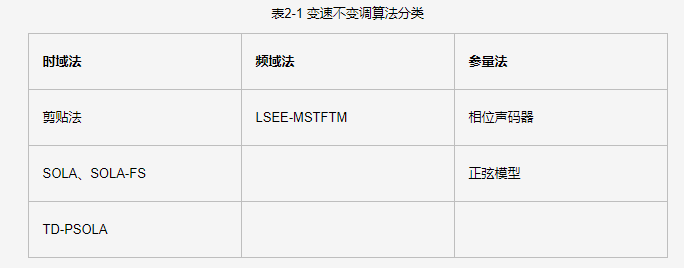 表2-1 变速不变调算法分类
时域法 频域法 参量法
剪贴法 LSEE-MSTFTM 相位声码器
SOLA、SOLA-FS 正弦模型
TD-PSOLA